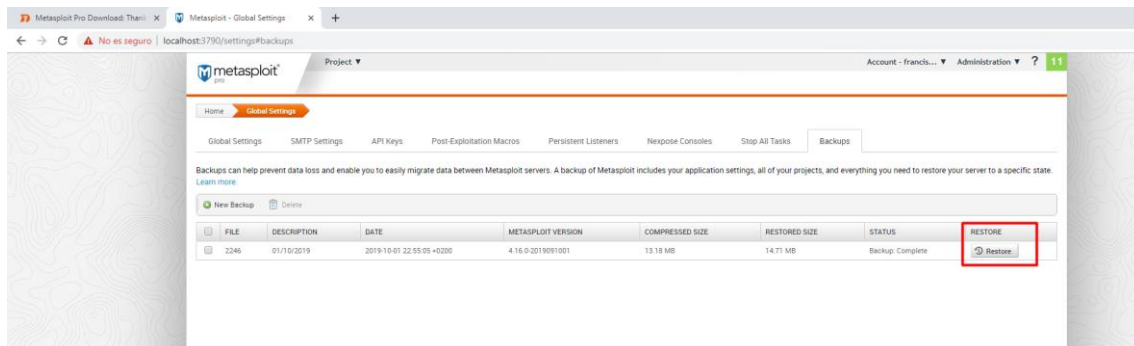 Metasploit Pro Download: Than
Metasploit - Global Settings
No es seguro | localhost:3790/settings#backups
metasploit
pro
Project ▼
Account - francis... ▼ Administration ▼ ? 11
Home Global Settings
Global Settings SMTP Settings API Keys Post-Exploitation Macros Persistent Listeners Nexpose Consoles Stop All Tasks Backups
Backups can help prevent data loss and enable you to easily migrate data between Metasploit servers. A backup of Metasploit includes your application settings, all of your projects, and everything you need to restore your server to a specific state.
Learn more.
New Backup Delete
FILE DESCRIPTION DATE METASPLOIT VERSION COMPRESSED SIZE RESTORED SIZE STATUS RESTORE
2246 01/10/2019 2019-10-01 22:55:05 +0200 4.16.0-2019091001 13.18 MB 14.71 MB Backup: Complete Restore